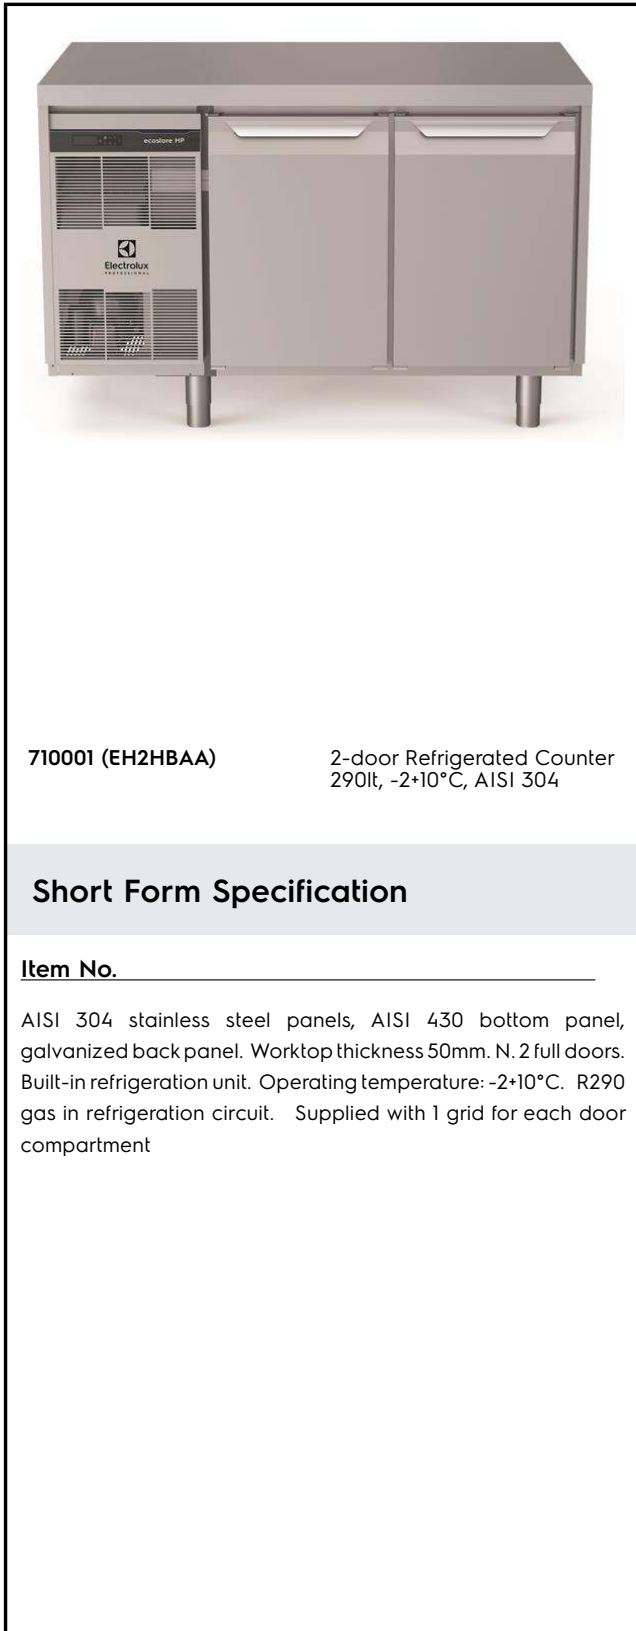 ecostore HP
Electrolux
PROFESSIONAL
710001 (EH2HBAA)
2-door Refrigerated Counter
290lt, -2+10°C, AISI 304
Short Form Specification
Item No.
AISI 304 stainless steel panels, AISI 430 bottom panel,
galvanized back panel. Worktop thickness 50mm. N. 2 full doors.
Built-in refrigeration unit. Operating temperature: -2+10°C. R290
gas in refrigeration circuit. Supplied with 1 grid for each door
compartment